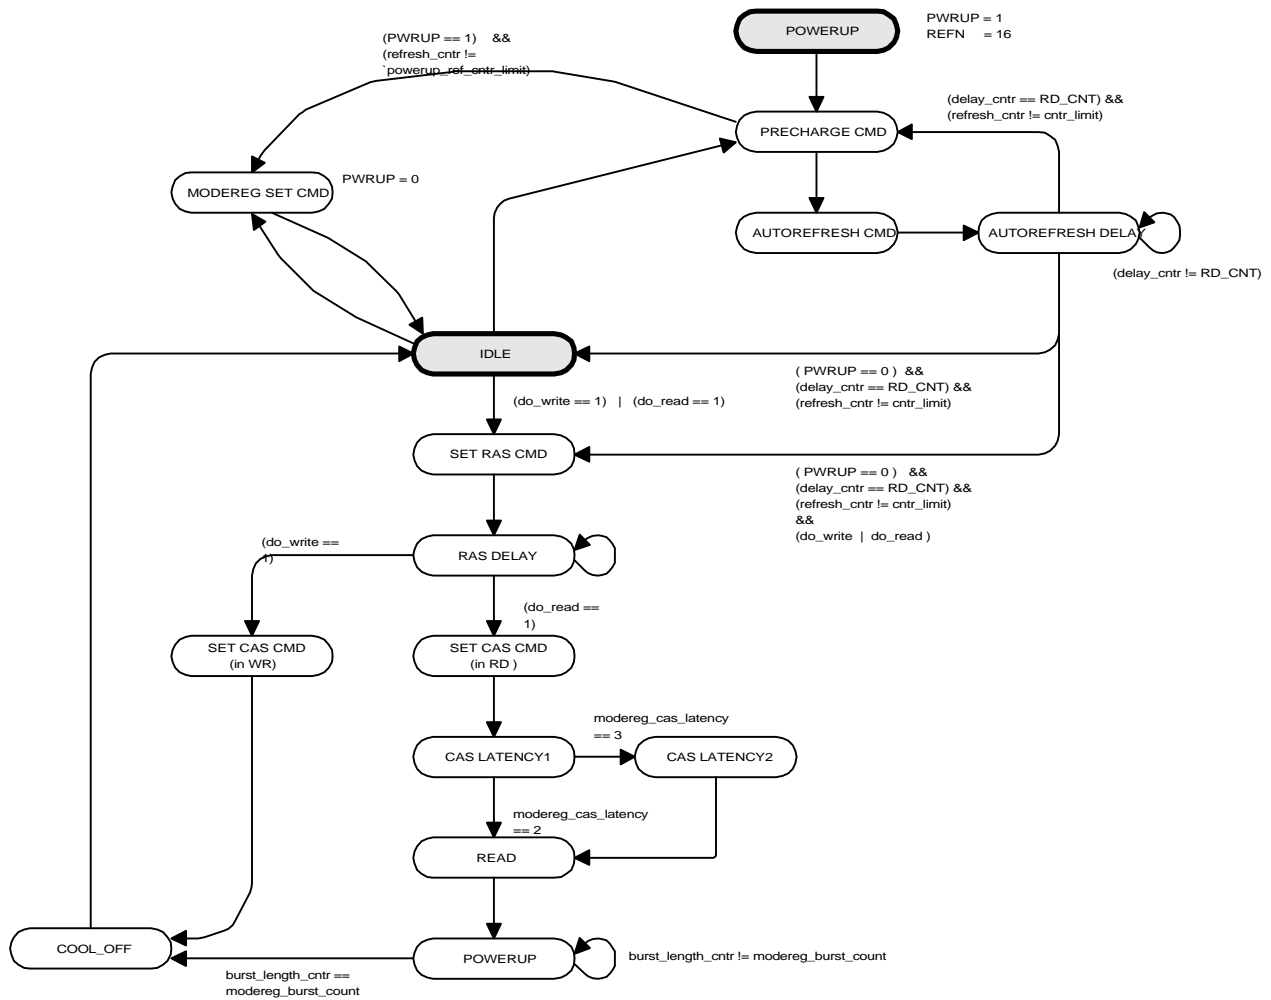 POWERUP
PWRUP = 1
REFN = 16
(PWRUP == 1) &&
(refresh_cntr !=
`powerup_ref_cntr_limit)
(delay_cntr == RD_CNT) &&
(refresh_cntr != cntr_limit)
PRECHARGE CMD
MODEREG SET CMD
PWRUP = 0
AUTOREFRESH CMD
AUTOREFRESH DELAY
(delay_cntr != RD_CNT)
IDLE
( PWRUP == 0 ) &&
(delay_cntr == RD_CNT) &&
(refresh_cntr != cntr_limit)
(do_write == 1) | (do_read == 1)
SET RAS CMD
( PWRUP == 0 ) &&
(delay_cntr == RD_CNT) &&
(refresh_cntr != cntr_limit)
&&
(do_write | do_read )
(do_write ==
1)
RAS DELAY
(do_read ==
1)
SET CAS CMD
(in WR)
SET CAS CMD
(in RD )
modereg_cas_latency
== 3
CAS LATENCY1
CAS LATENCY2
modereg_cas_latency
== 2
READ
COOL_OFF
POWERUP
burst_length_cntr != modereg_burst_count
burst_length_cntr ==
modereg_burst_count